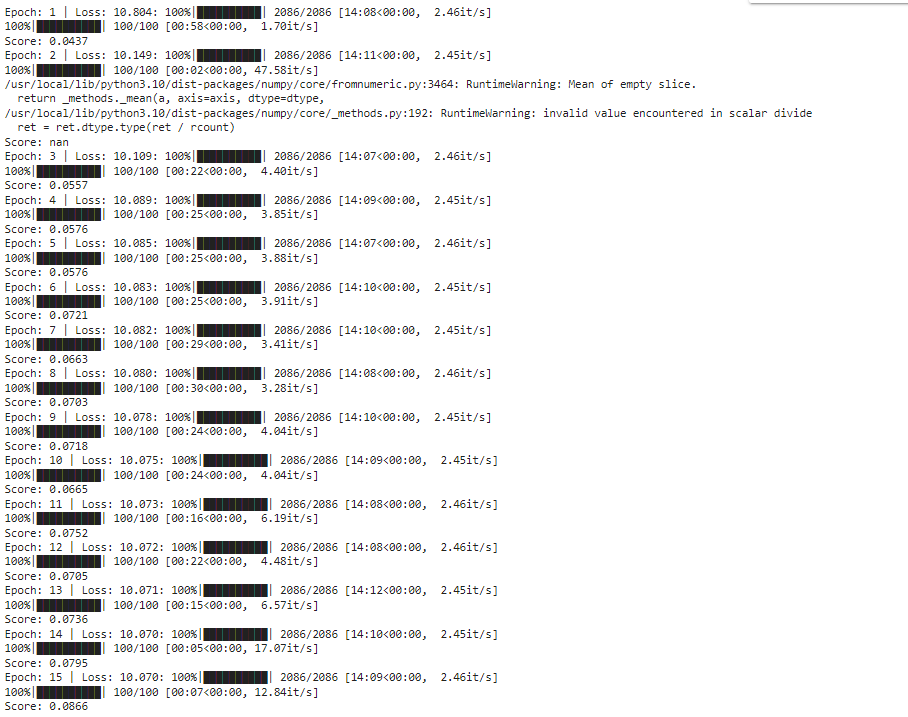 Epoch: 1 | Loss: 10.804: 100%|██████████| 2086/2086 [14:08<00:00,  2.46it/s]
100%|██████████| 100/100 [00:58<00:00,  1.70it/s]
Score: 0.0437
Epoch: 2 | Loss: 10.149: 100%|██████████| 2086/2086 [14:11<00:00,  2.45it/s]
100%|██████████| 100/100 [00:02<00:00, 47.58it/s]
/usr/local/lib/python3.10/dist-packages/numpy/core/fromnumeric.py:3464: RuntimeWarning: Mean of empty slice.
  return _methods._mean(a, axis=axis, dtype=dtype,
/usr/local/lib/python3.10/dist-packages/numpy/core/_methods.py:192: RuntimeWarning: invalid value encountered in scalar divide
  ret = ret.dtype.type(ret / rcount)
Score: nan
Epoch: 3 | Loss: 10.109: 100%|██████████| 2086/2086 [14:07<00:00,  2.46it/s]
100%|██████████| 100/100 [00:22<00:00,  4.40it/s]
Score: 0.0557
Epoch: 4 | Loss: 10.089: 100%|██████████| 2086/2086 [14:09<00:00,  2.45it/s]
100%|██████████| 100/100 [00:25<00:00,  3.85it/s]
Score: 0.0576
Epoch: 5 | Loss: 10.085: 100%|██████████| 2086/2086 [14:07<00:00,  2.46it/s]
100%|██████████| 100/100 [00:25<00:00,  3.88it/s]
Score: 0.0576
Epoch: 6 | Loss: 10.083: 100%|██████████| 2086/2086 [14:10<00:00,  2.45it/s]
100%|██████████| 100/100 [00:25<00:00,  3.91it/s]
Score: 0.0721
Epoch: 7 | Loss: 10.082: 100%|██████████| 2086/2086 [14:10<00:00,  2.45it/s]
100%|██████████| 100/100 [00:29<00:00,  3.41it/s]
Score: 0.0663
Epoch: 8 | Loss: 10.080: 100%|██████████| 2086/2086 [14:08<00:00,  2.46it/s]
100%|██████████| 100/100 [00:30<00:00,  3.28it/s]
Score: 0.0703
Epoch: 9 | Loss: 10.078: 100%|██████████| 2086/2086 [14:10<00:00,  2.45it/s]
100%|██████████| 100/100 [00:24<00:00,  4.04it/s]
Score: 0.0718
Epoch: 10 | Loss: 10.075: 100%|██████████| 2086/2086 [14:09<00:00,  2.45it/s]
100%|██████████| 100/100 [00:24<00:00,  4.04it/s]
Score: 0.0665
Epoch: 11 | Loss: 10.073: 100%|██████████| 2086/2086 [14:08<00:00,  2.46it/s]
100%|██████████| 100/100 [00:16<00:00,  6.19it/s]
Score: 0.0752
Epoch: 12 | Loss: 10.072: 100%|██████████| 2086/2086 [14:08<00:00,  2.46it/s]
100%|██████████| 100/100 [00:22<00:00,  4.48it/s]
Score: 0.0705
Epoch: 13 | Loss: 10.071: 100%|██████████| 2086/2086 [14:12<00:00,  2.45it/s]
100%|██████████| 100/100 [00:15<00:00,  6.57it/s]
Score: 0.0736
Epoch: 14 | Loss: 10.070: 100%|██████████| 2086/2086 [14:10<00:00,  2.45it/s]
100%|██████████| 100/100 [00:05<00:00, 17.07it/s]
Score: 0.0795
Epoch: 15 | Loss: 10.070: 100%|██████████| 2086/2086 [14:09<00:00,  2.46it/s]
100%|██████████| 100/100 [00:07<00:00, 12.84it/s]
Score: 0.0866